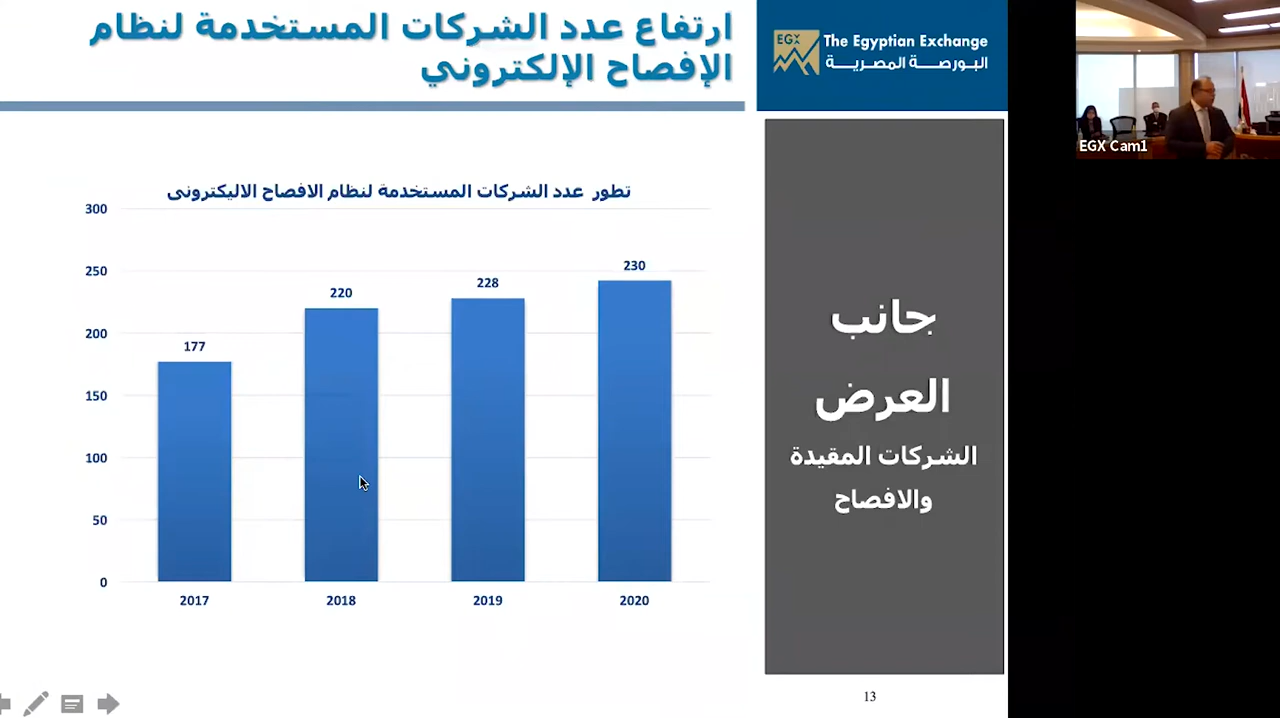 ارتفاع عدد الشركات المستخدمة لنظام
الإفصاح الإلكتروني
EGX
The Egyptian Exchange
البورصة المصرية
EGX Cam1
تطور عدد الشركات المستخدمة لنظام الافصاح الاليكترونى
300
250
200
150
100
50
0
177
220
228
230
2017
2018
2019
2020
جانب
العرض
الشركات المقيدة
والافصاح
13